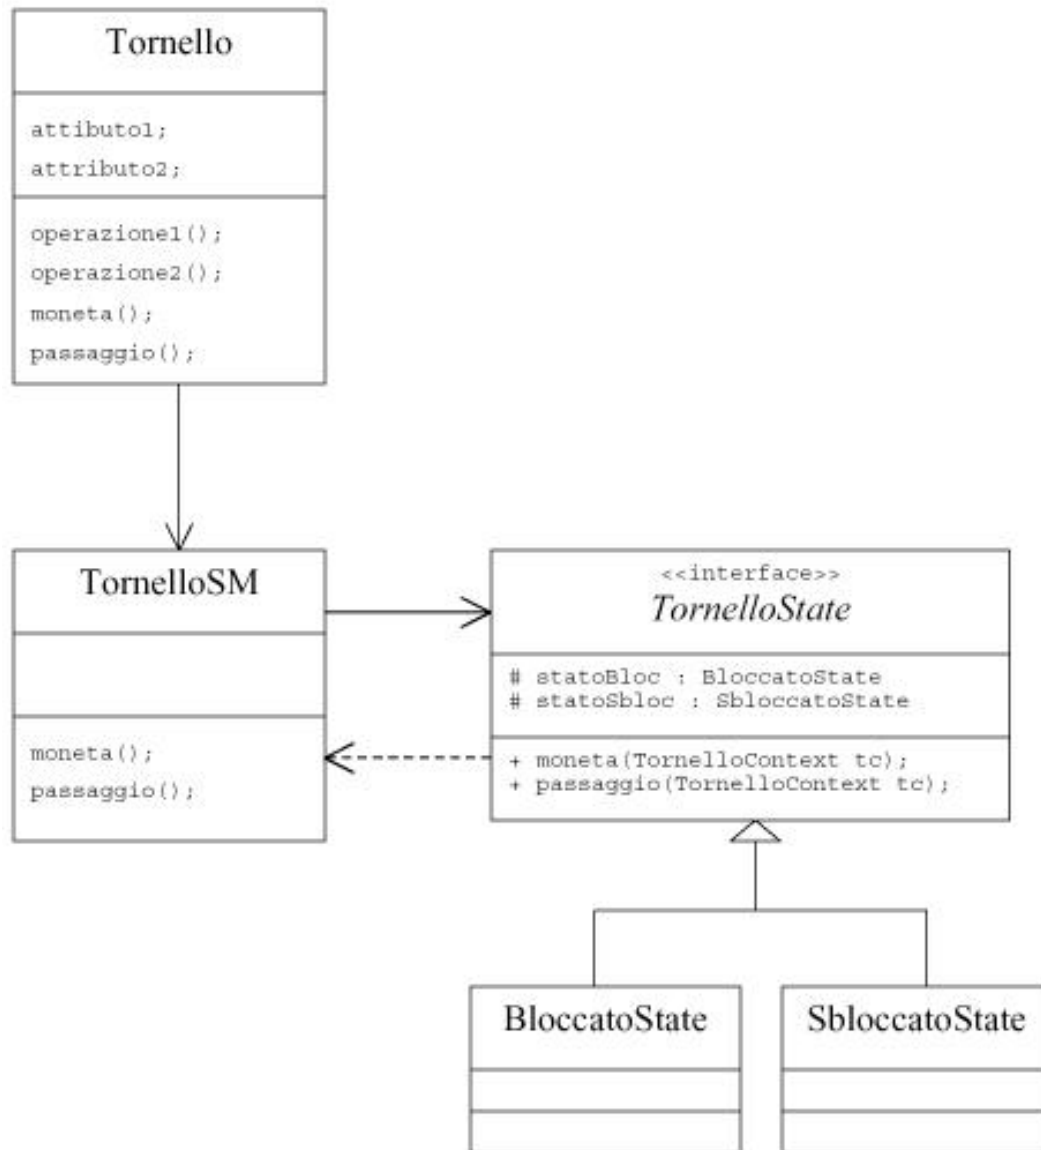 Tornello
attibuto1;
attributo2;
operazione1();
operazione2();
moneta();
passaggio();
TornelloSM
moneta();
passaggio();
<<interface>>
TornelloState
# statoBloc : BloccatoState
# statoSbloc : SbloccatoState
+ moneta(TornelloContext tc);
+ passaggio(TornelloContext tc);
BloccatoState
SbloccatoState